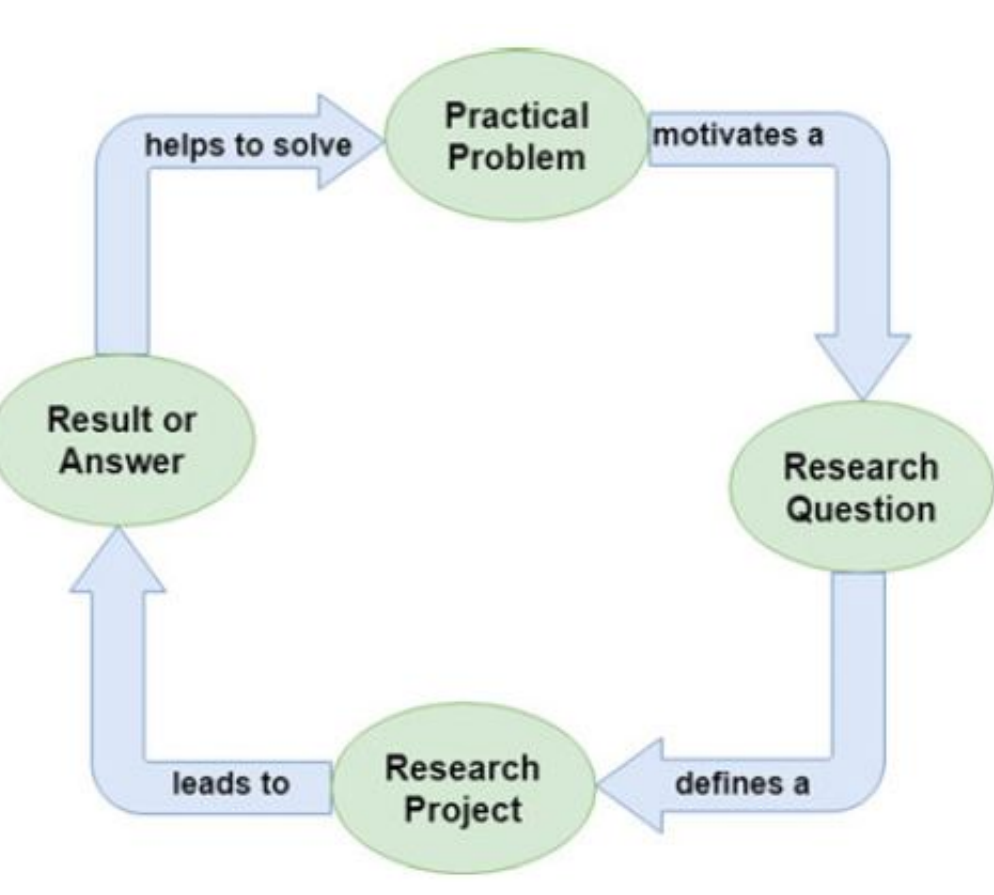 Practical
Problem
motivates a
Research
Question
defines a
Research
Project
leads to
Result or
Answer
helps to solve